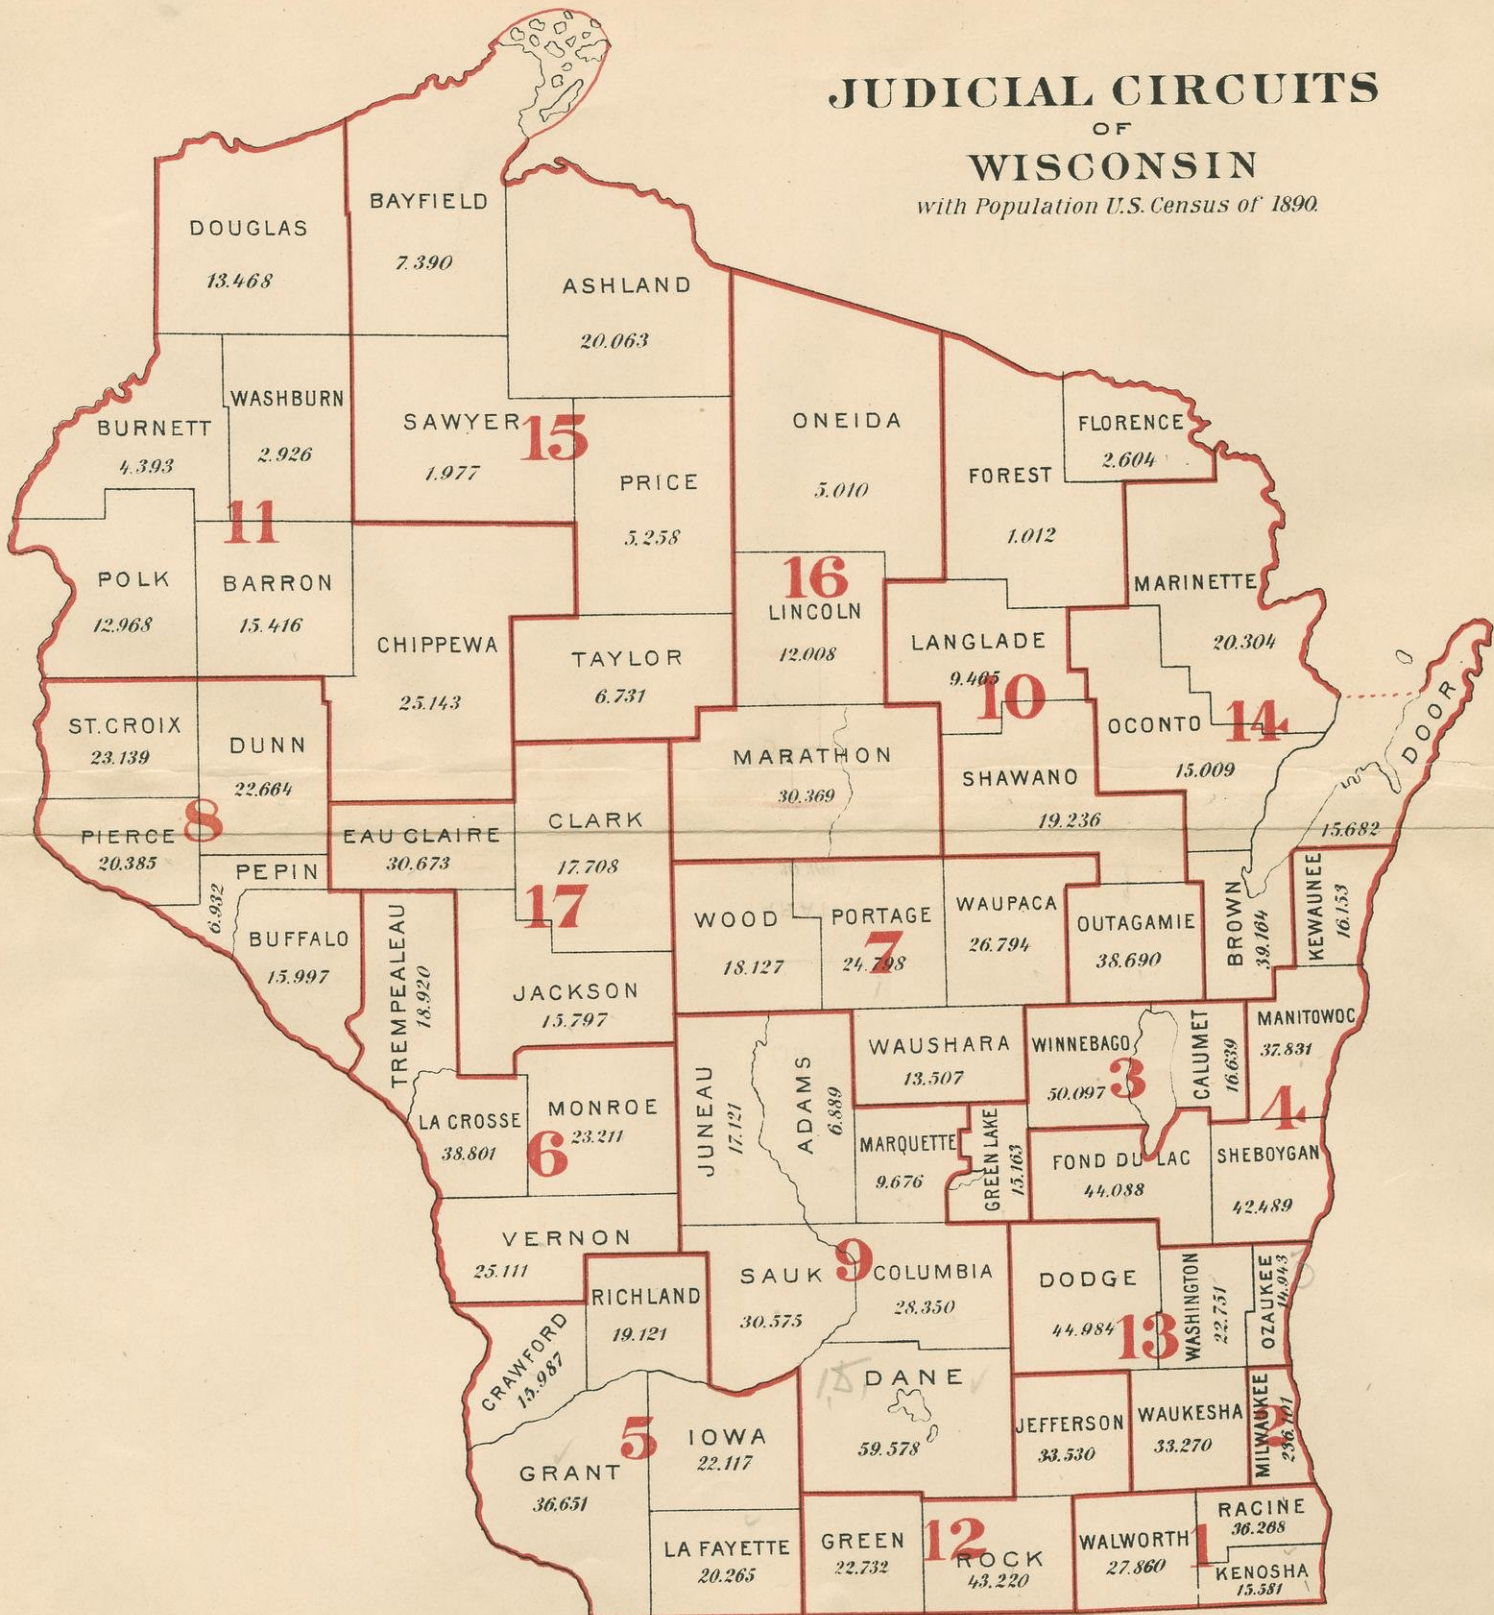 JUDICIAL CIRCUITS
OF
WISCONSIN
with Population U.S. Census of 1890.
DOUGLAS
13.468
BAYFIELD
7.390
ASHLAND
20.063
BURNETT
4.393
WASHBURN
2.926
SAWYER
1.977
15
PRICE
5.258
ONEIDA
5.010
FOREST
1.012
FLORENCE
2.604
11
POLK
12.968
BARRON
15.416
CHIPPEWA
25.143
TAYLOR
6.731
16
LINCOLN
12.008
LANGLADE
9.465
10
MARINETTE
20.304
14
OCONTO
15.009
DOOR
15.682
ST. CROIX
23.139
DUNN
22.664
8
PIERCE
20.385
PEPIN
6.932
EAU CLAIRE
30.673
CLARK
17.708
17
MARATHON
30.369
SHAWANO
19.236
BUFFALO
15.997
TREMPEALEAU
18.920
JACKSON
15.797
WOOD
18.127
PORTAGE
24.798
7
WAUPACA
26.794
OUTAGAMIE
38.690
BROWN
39.164
KEWAUNEE
16.153
LA CROSSE
38.801
6
MONROE
23.211
JUNEAU
17.121
ADAMS
6.889
WAUSHARA
13.507
WINNEBAGO
50.097
3
CALUMET
16.639
MANITOWOC
37.831
4
MARQUETTE
9.676
GREEN LAKE
15.163
FOND DU LAC
44.088
SHEBOYGAN
42.489
VERNON
25.111
RICHLAND
19.121
SAUK
30.575
9
COLUMBIA
28.350
DODGE
44.984
13
WASHINGTON
22.751
OZAUKEE
14.943
CRAWFORD
15.987
GRANT
36.651
5
IOWA
22.117
DANE
59.578
JEFFERSON
33.530
WAUKESHA
33.270
MILWAUKEE
236.101
2
LA FAYETTE
20.265
GREEN
22.732
12
ROCK
43.220
WALWORTH
27.860
1
RACINE
36.268
KENOSHA
15.581